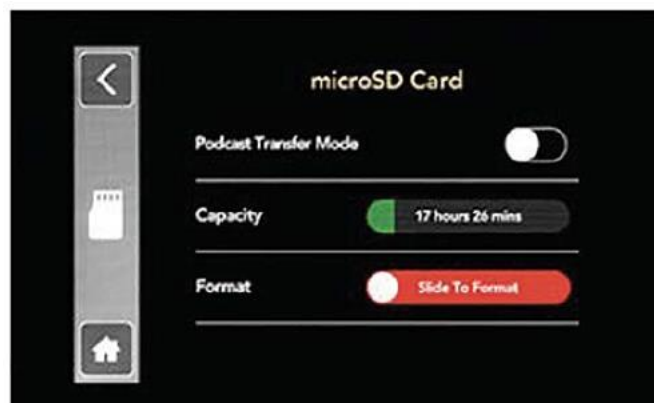 microSD Card
Podcast Transfer Mode
Capacity
17 hours 26 mins
Format
Slide To Format